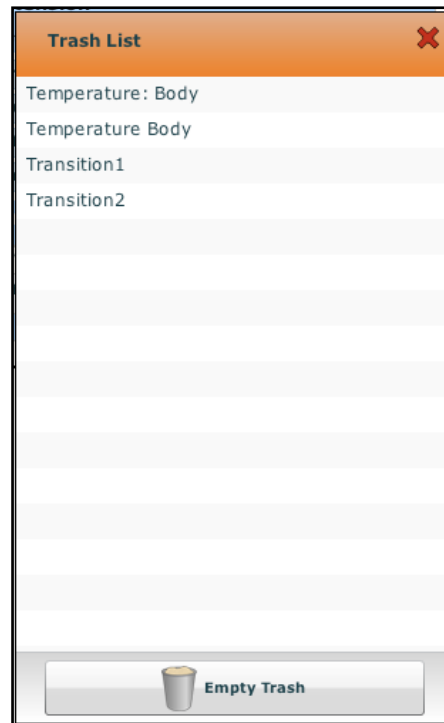 Trash List
Temperature: Body
Temperature Body
Transition1
Transition2
Empty Trash